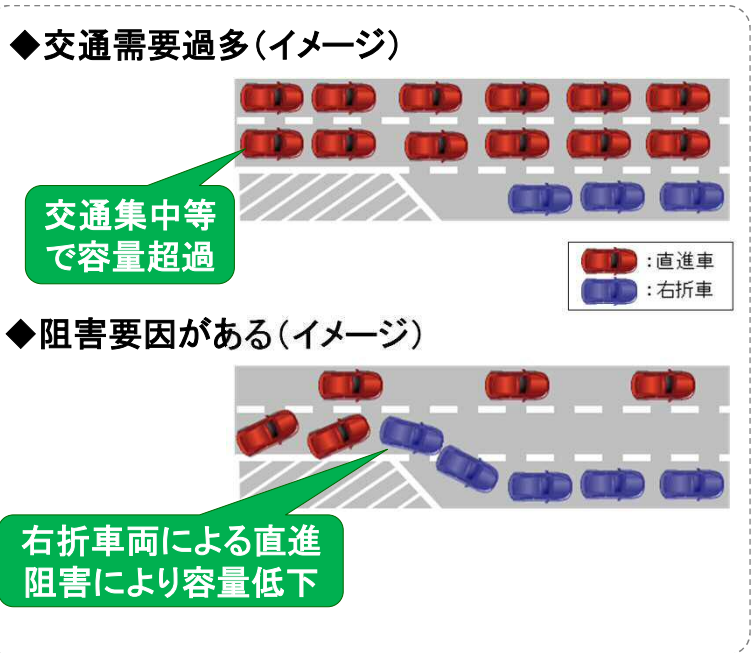 ◆交通需要過多(イメージ)
交通集中等
で容量超過
:直進車
:右折車
◆阻害要因がある(イメージ)
右折車両による直進
阻害により容量低下